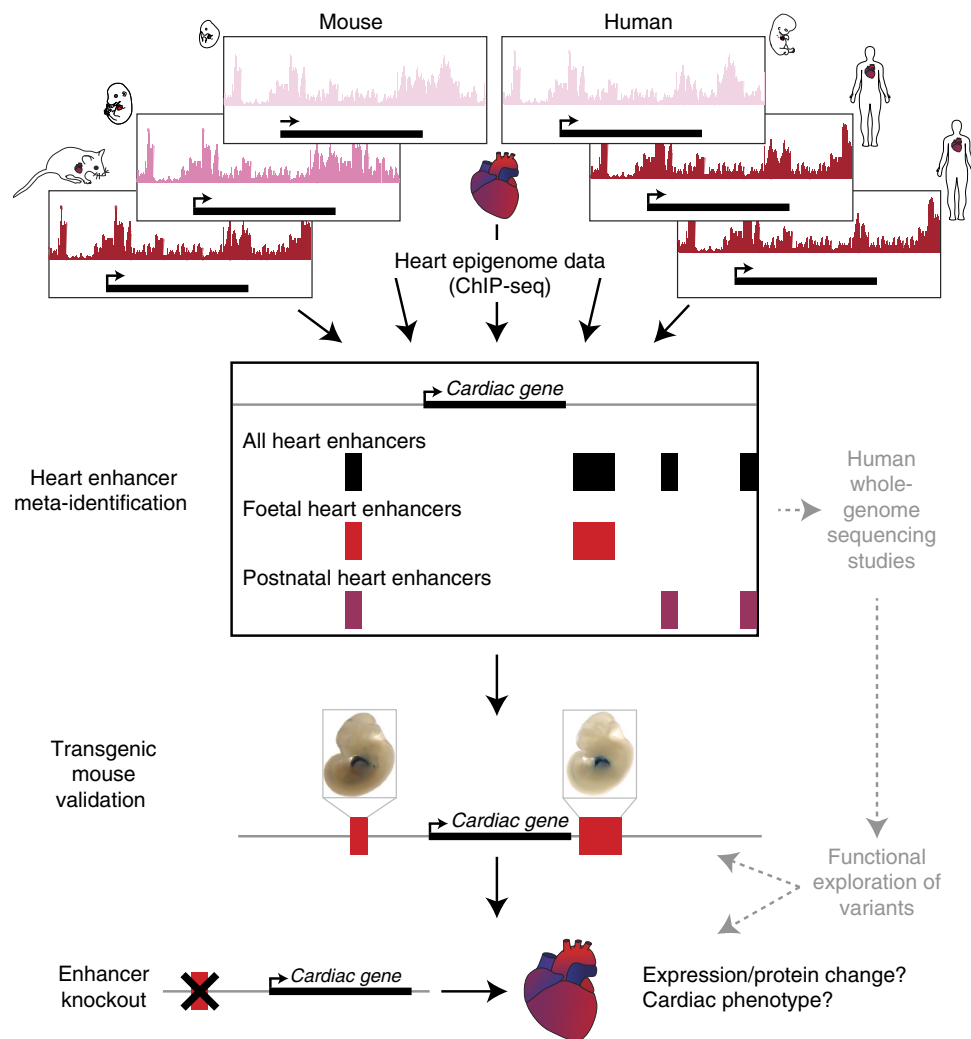 Mouse
Human
Heart epigenome data
(ChIP-seq)
Cardiac gene
All heart enhancers
Foetal heart enhancers
Postnatal heart enhancers
Heart enhancer
meta-identification
Human
whole-
genome
sequencing
studies
Transgenic
mouse
validation
Cardiac gene
Functional
exploration of
variants
Enhancer
knockout
Cardiac gene
Expression/protein change?
Cardiac phenotype?